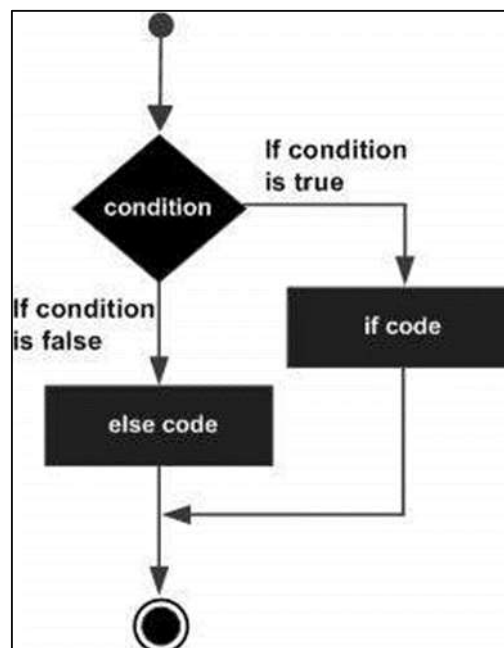 If condition
is true
condition
If condition
is false
if code
else code